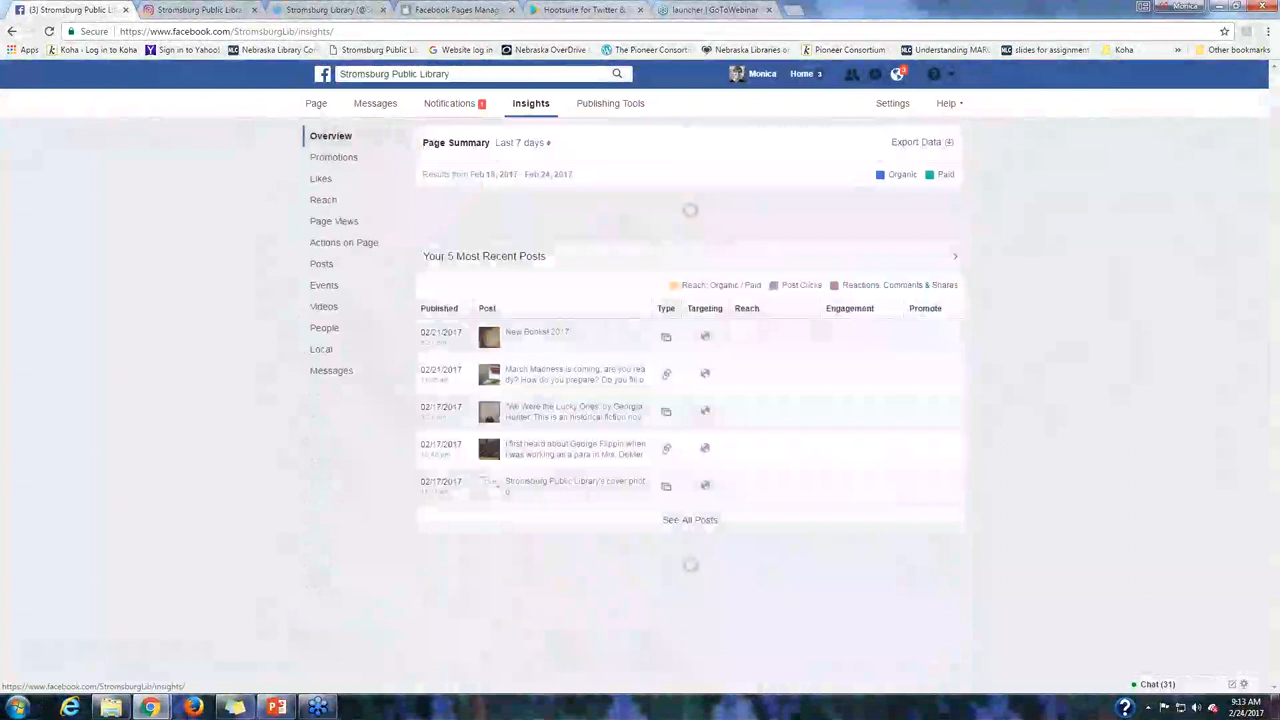 (3) Stromsburg Public Li
Stromsburg Public Libra
Stromsburg Library (@S
Facebook Pages Mana
Hootsuite for Twitter &
launcher | GoToWebinar
Monica
Secure https://www.facebook.com/StromsburgLib/insights/
Koha - Log in to Koha
Sign in to Yahoo!
Nebraska Library Con
Stromsburg Public Li
Website log in
Nebraska OverDrive
The Pioneer Consort
Nebraska Libraries o
Pioneer Consortium
Understanding MAR
slides for assignment
Koha
Other bookmarks
Stromsburg Public Library
Monica
Home 3
3
Page
Messages
Notifications 1
Insights
Publishing Tools
Settings
Help
Overview
Promotions
Likes
Reach
Page Views
Actions on Page
Posts
Events
Videos
People
Local
Messages
Page Summary Last 7 days
Export Data
Results from Feb 18, 2017 - Feb 24, 2017
Organic Paid
Your 5 Most Recent Posts
Reach: Organic / Paid Post Clicks Reactions, Comments & Shares
Published Post Type Targeting Reach Engagement Promote
02/21/2017 New Books! 2017
02/21/2017 March Madness is coming, are you rea
dy? How do you prepare? Do you fill o
02/17/2017 "We Were the Lucky Ones" by Georgia
Hunter. This is an historical fiction nov
02/17/2017 I first heard about George Flippin when
I was working as a para in Mrs. DeMer
02/17/2017 Stromsburg Public Library's cover phot
o
See All Posts
https://www.facebook.com/StromsburgLib/insights/
Chat (31)
9:13 AM
2/24/2017